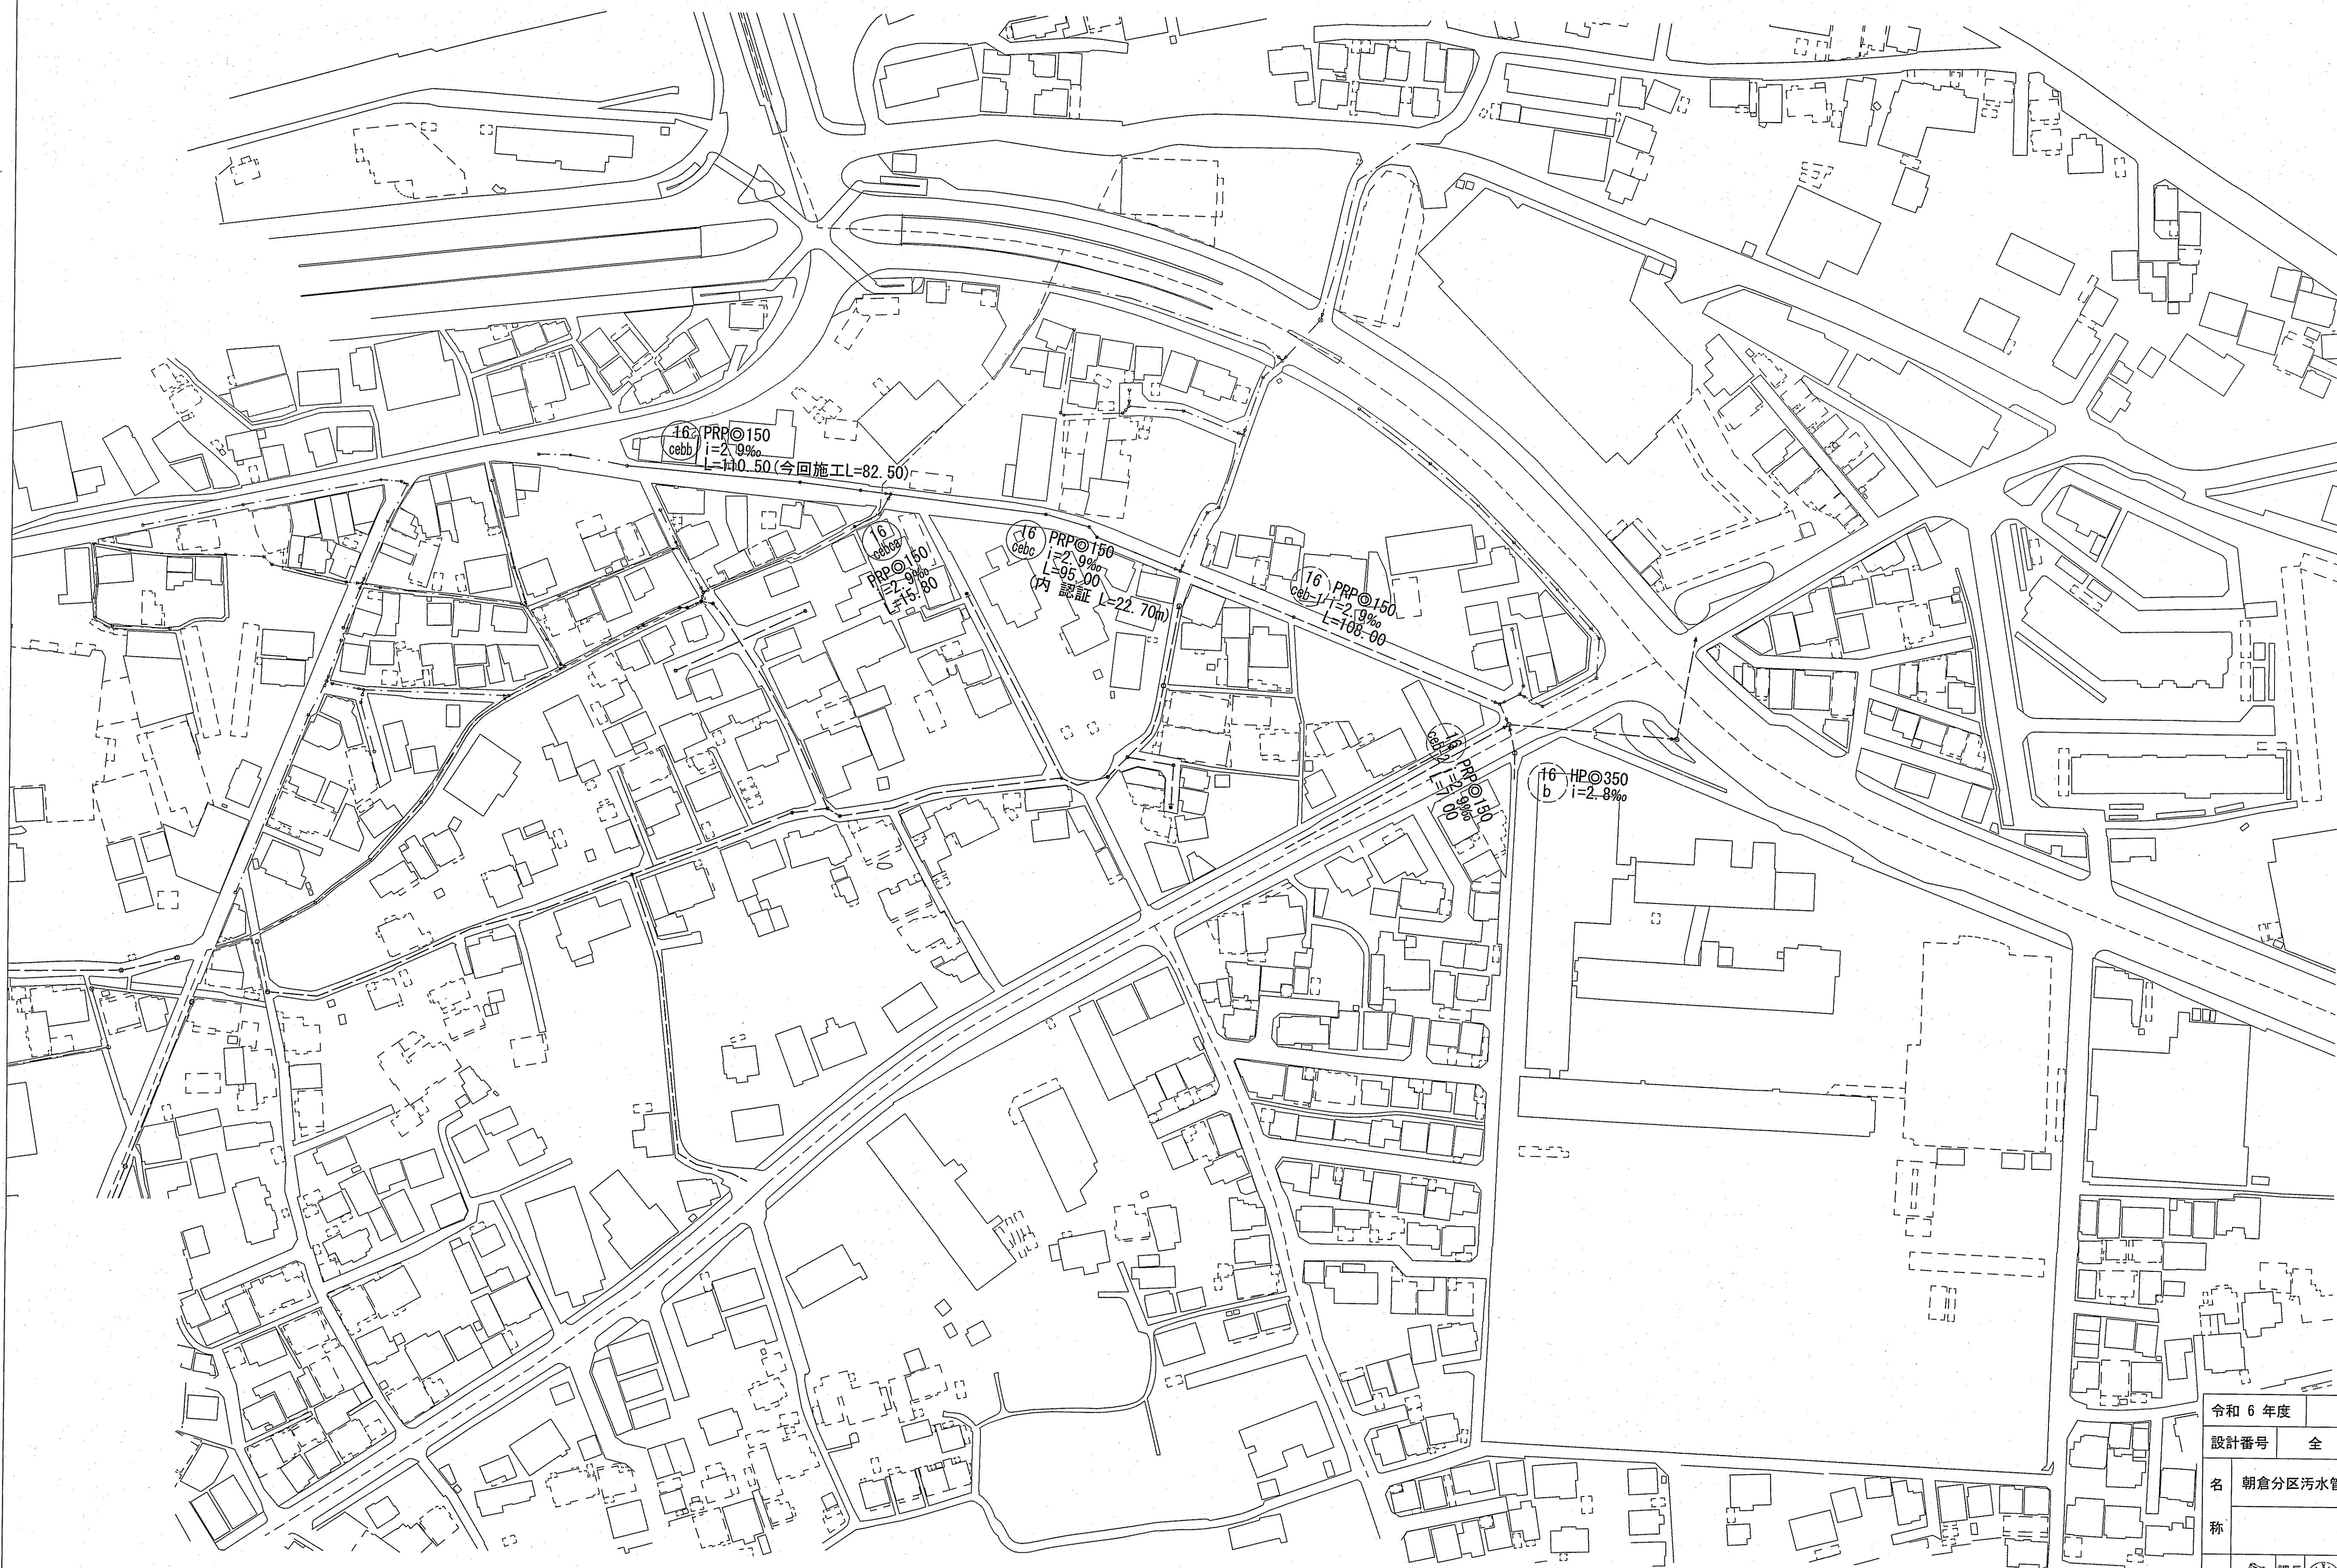 16 PRP◎150
cebb i=2.9‰
L=110.50(今回施工L=82.50)
16
cebca
PRP◎150
i=2.9‰
L=15.80
16 PRP◎150
cebc i=2.9‰
L=95.00
(内 認証 L=22.70m)
16 PRP◎150
ceb-1 i=2.9‰
L=108.00
16
PRP◎150
i=2.9‰
16 HP◎350
b i=2.8‰
令和 6 年度
設計番号 全
名 朝倉分区汚水管
称